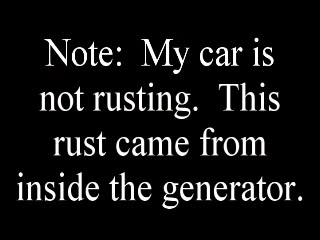 Note:  My car is
not rusting.  This
rust came from
inside the generator.